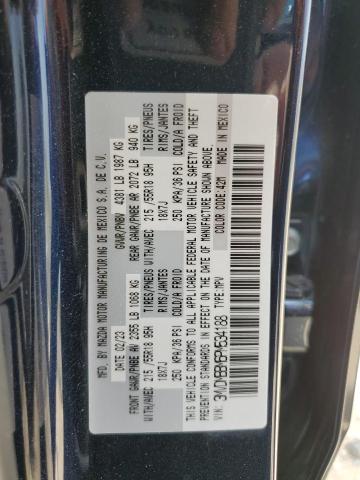 MFD. BY MAZDA MOTOR MANUFACTURING DE MEXICO S.A. DE C.V.
DATE: 02/23 GVWR/PNBV 4381 LB 1987 KG
FRONT GAWR/PNBE AV 2355 LB 1068 KG REAR GAWR/PNBE AR 2072 LB 940 KG
WITH/AVEC 215/55R18 95H TIRES/PNEUS WITH/AVEC 215/55R18 95H TIRES/PNEUS
18X7J RIMS/JANTES 18X7J RIMS/JANTES
250 KPA/36 PSI COLD/A FROID 250 KPA/36 PSI COLD/A FROID
THIS VEHICLE CONFORMS TO ALL APPLICABLE FEDERAL MOTOR VEHICLE SAFETY AND THEFT
PREVENTION STANDARDS IN EFFECT ON THE DATE OF MANUFACTURE SHOWN ABOVE.
VIN: TYPE: MPV COLOR CODE: 42M MADE IN MEXICO